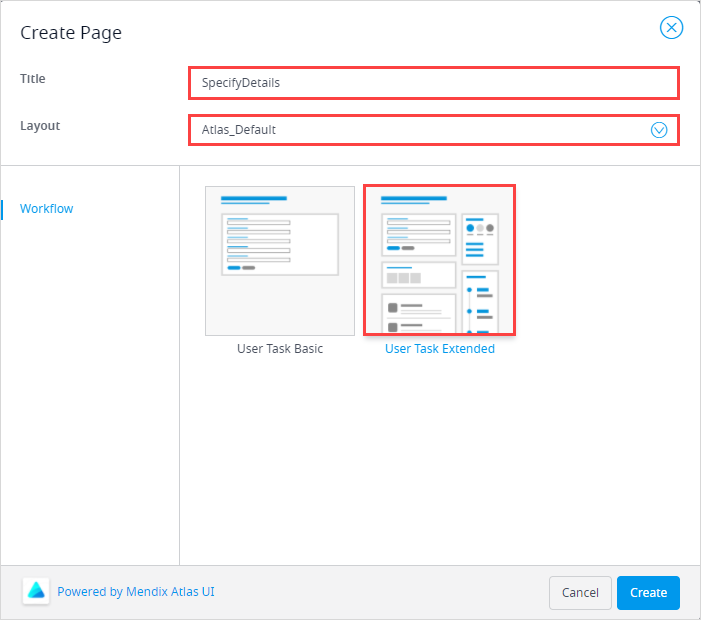 Create Page
Title
SpecifyDetails
Layout
Atlas_Default
Workflow
User Task Basic
User Task Extended
Powered by Mendix Atlas UI
Cancel
Create